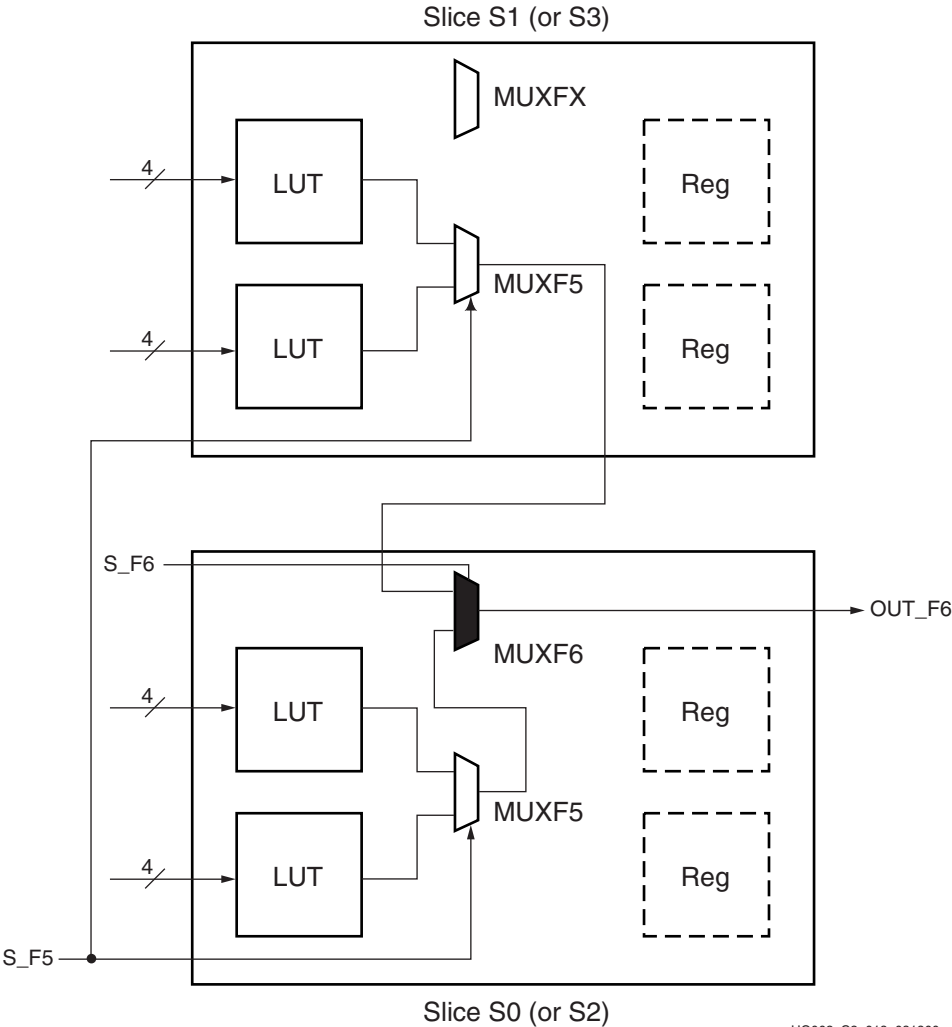 Slice S1 (or S3)
MUXFX
4
LUT
Reg
MUXF5
4
LUT
Reg
S_F6
OUT_F6
MUXF6
4
LUT
Reg
MUXF5
4
LUT
Reg
S_F5
Slice S0 (or S2)